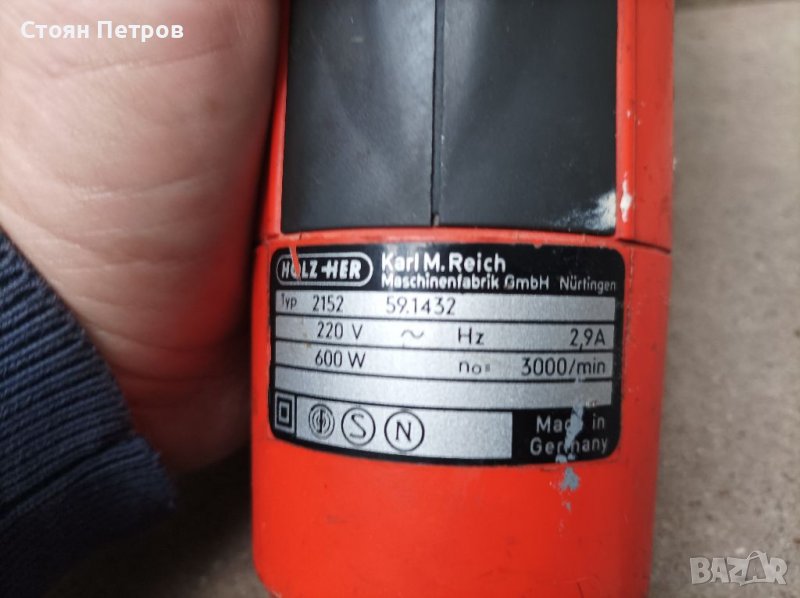 Стоян Петров
HOLZ-HER Karl M. Reich
Maschinenfabrik GmbH Nürtingen
Typ 2152 59.1432
220 V ~ Hz 2,9A
600 W no= 3000/min
S N Made in
Germany
BAZAR